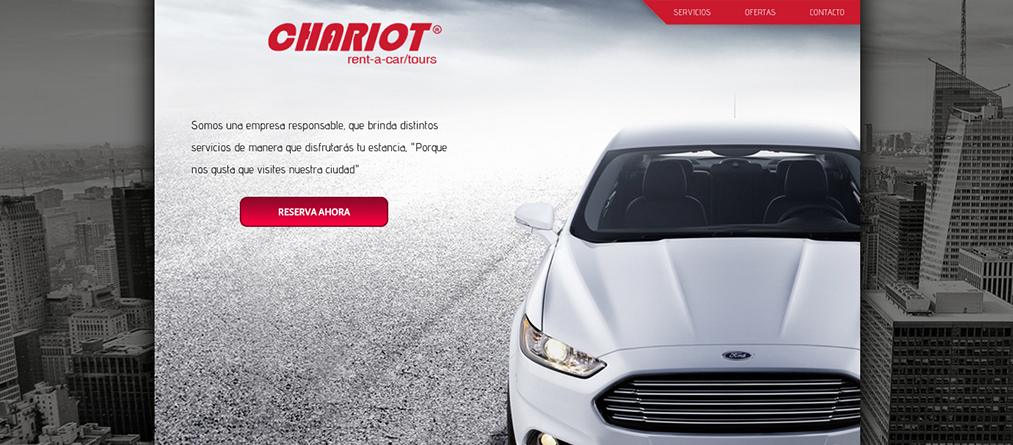 SERVICIOS OFERTAS CONTACTO
CHARIOT®
rent-a-car/tours
Somos una empresa responsable, que brinda distintos
servicios de manera que disfrutarás tu estancia, "Porque
nos gusta que visites nuestra ciudad"
RESERVA AHORA
Ford